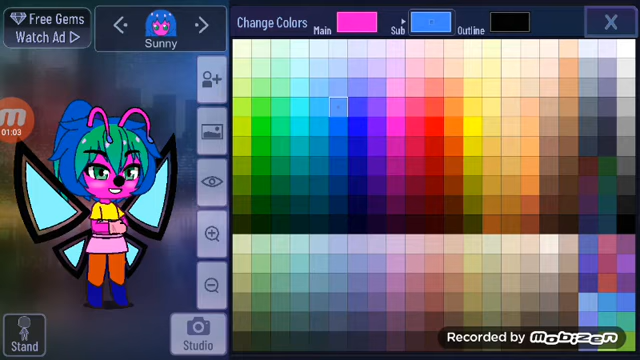 Free Gems
Watch Ad
Sunny
Change Colors
Main
Sub
Outline
X
01:03
Stand
Studio
Recorded by
Mobizen